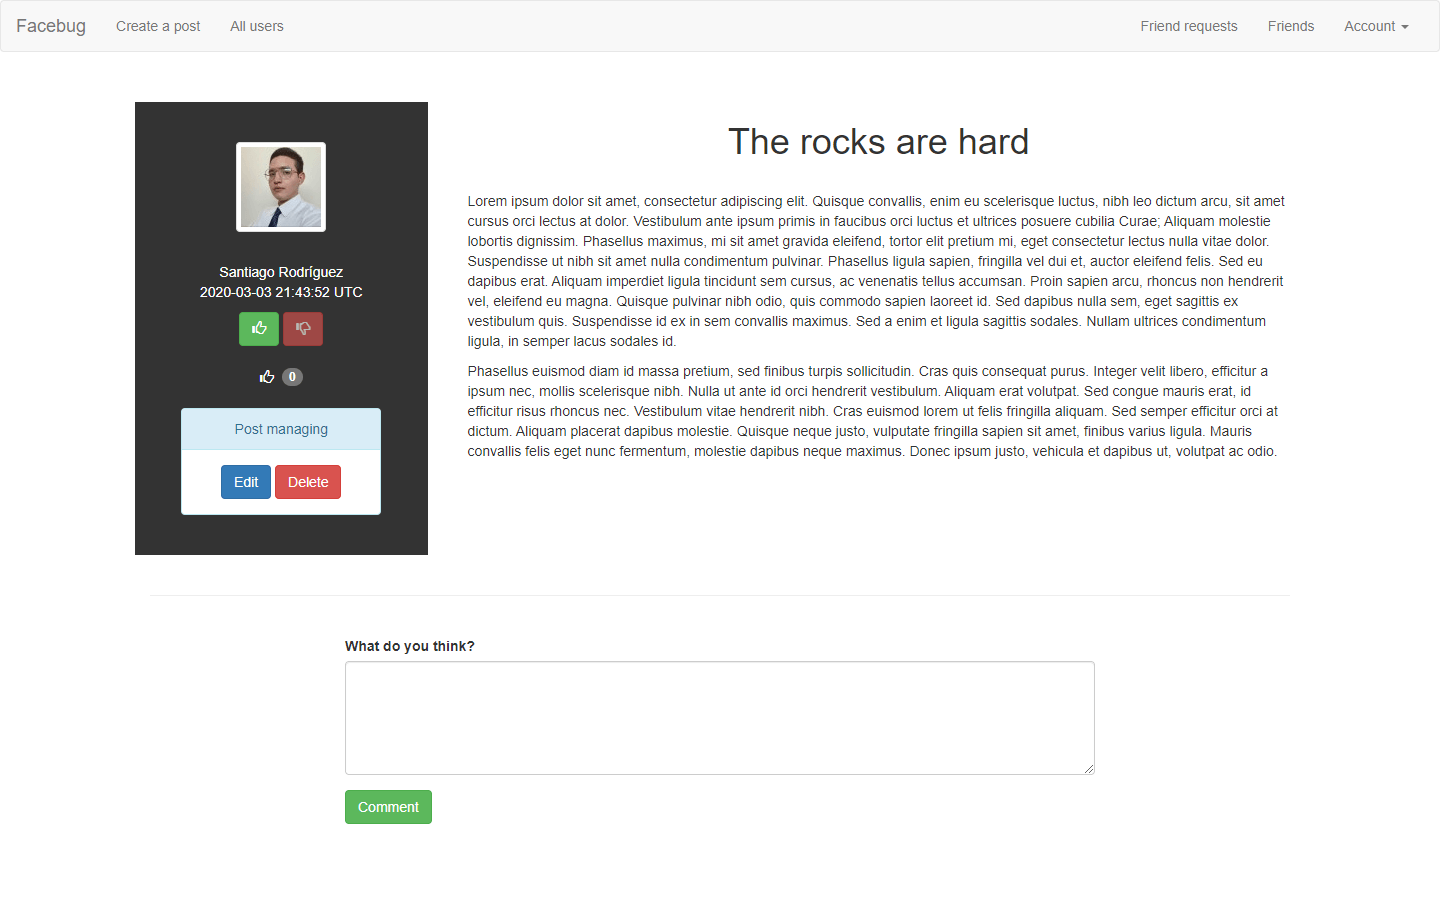 Facebug Create a post All users Friend requests Friends Account
The rocks are hard
Santiago Rodríguez
2020-03-03 21:43:52 UTC
0
Post managing
Edit Delete
Lorem ipsum dolor sit amet, consectetur adipiscing elit. Quisque convallis, enim eu scelerisque luctus, nibh leo dictum arcu, sit amet
cursus orci lectus at dolor. Vestibulum ante ipsum primis in faucibus orci luctus et ultrices posuere cubilia Curae; Aliquam molestie
lobortis dignissim. Phasellus maximus, mi sit amet gravida eleifend, tortor elit pretium mi, eget consectetur lectus nulla vitae dolor.
Suspendisse ut nibh sit amet nulla condimentum pulvinar. Phasellus ligula sapien, fringilla vel dui et, auctor eleifend felis. Sed eu
dapibus erat. Aliquam imperdiet ligula tincidunt sem cursus, ac venenatis tellus accumsan. Proin sapien arcu, rhoncus non hendrerit
vel, eleifend eu magna. Quisque pulvinar nibh odio, quis commodo sapien laoreet id. Sed dapibus nulla sem, eget sagittis ex
vestibulum quis. Suspendisse id ex in sem convallis maximus. Sed a enim et ligula sagittis sodales. Nullam ultrices condimentum
ligula, in semper lacus sodales id.
Phasellus euismod diam id massa pretium, sed finibus turpis sollicitudin. Cras quis consequat purus. Integer velit libero, efficitur a
ipsum nec, mollis scelerisque nibh. Nulla ut ante id orci hendrerit vestibulum. Aliquam erat volutpat. Sed congue mauris erat, id
efficitur risus rhoncus nec. Vestibulum vitae hendrerit nibh. Cras euismod lorem ut felis fringilla aliquam. Sed semper efficitur orci at
dictum. Aliquam placerat dapibus molestie. Quisque neque justo, vulputate fringilla sapien sit amet, finibus varius ligula. Mauris
convallis felis eget nunc fermentum, molestie dapibus neque maximus. Donec ipsum justo, vehicula et dapibus ut, volutpat ac odio.
What do you think?
Comment